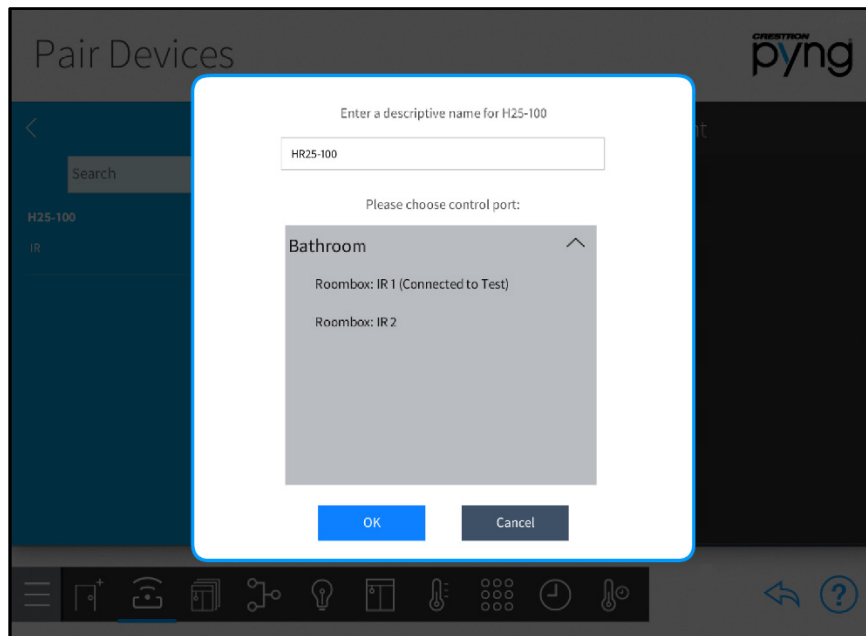 Pair Devices
CRESTRON
pyng
Enter a descriptive name for H25-100
HR25-100
Search
H25-100
IR
Please choose control port:
Bathroom
Roombox: IR 1 (Connected to Test)
Roombox: IR 2
OK
Cancel
?